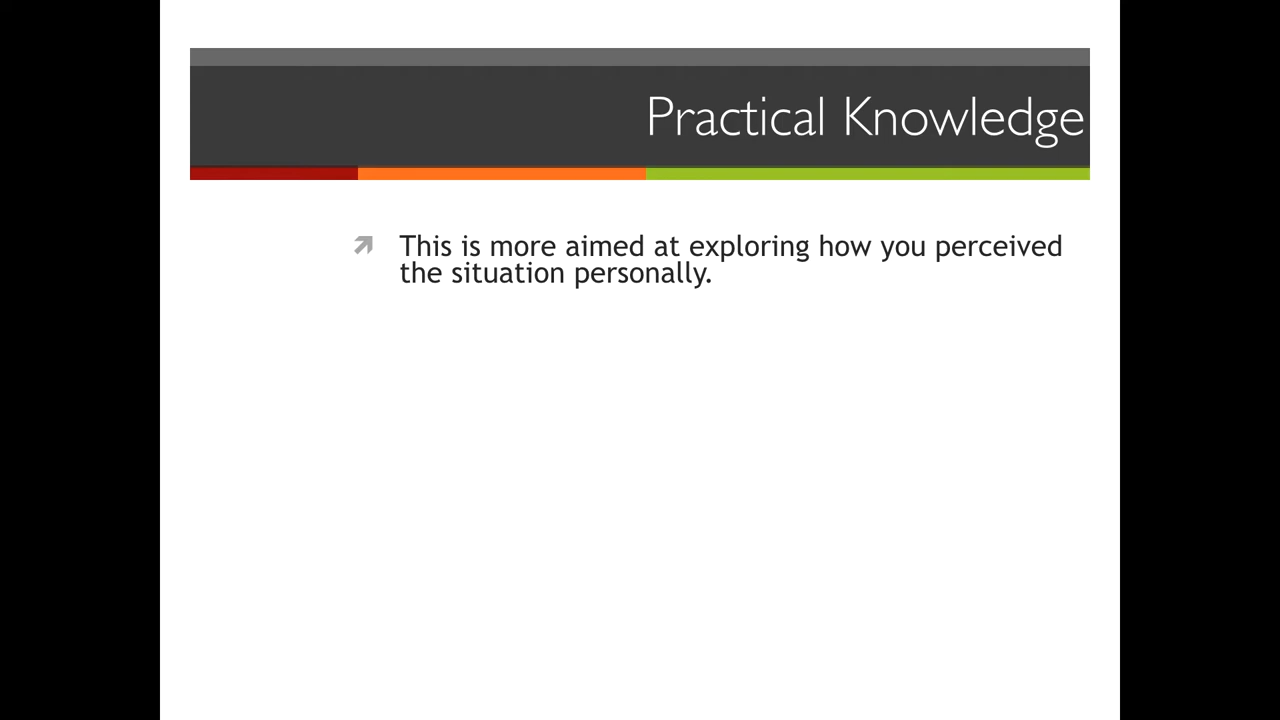 Practical Knowledge
This is more aimed at exploring how you perceived
the situation personally.